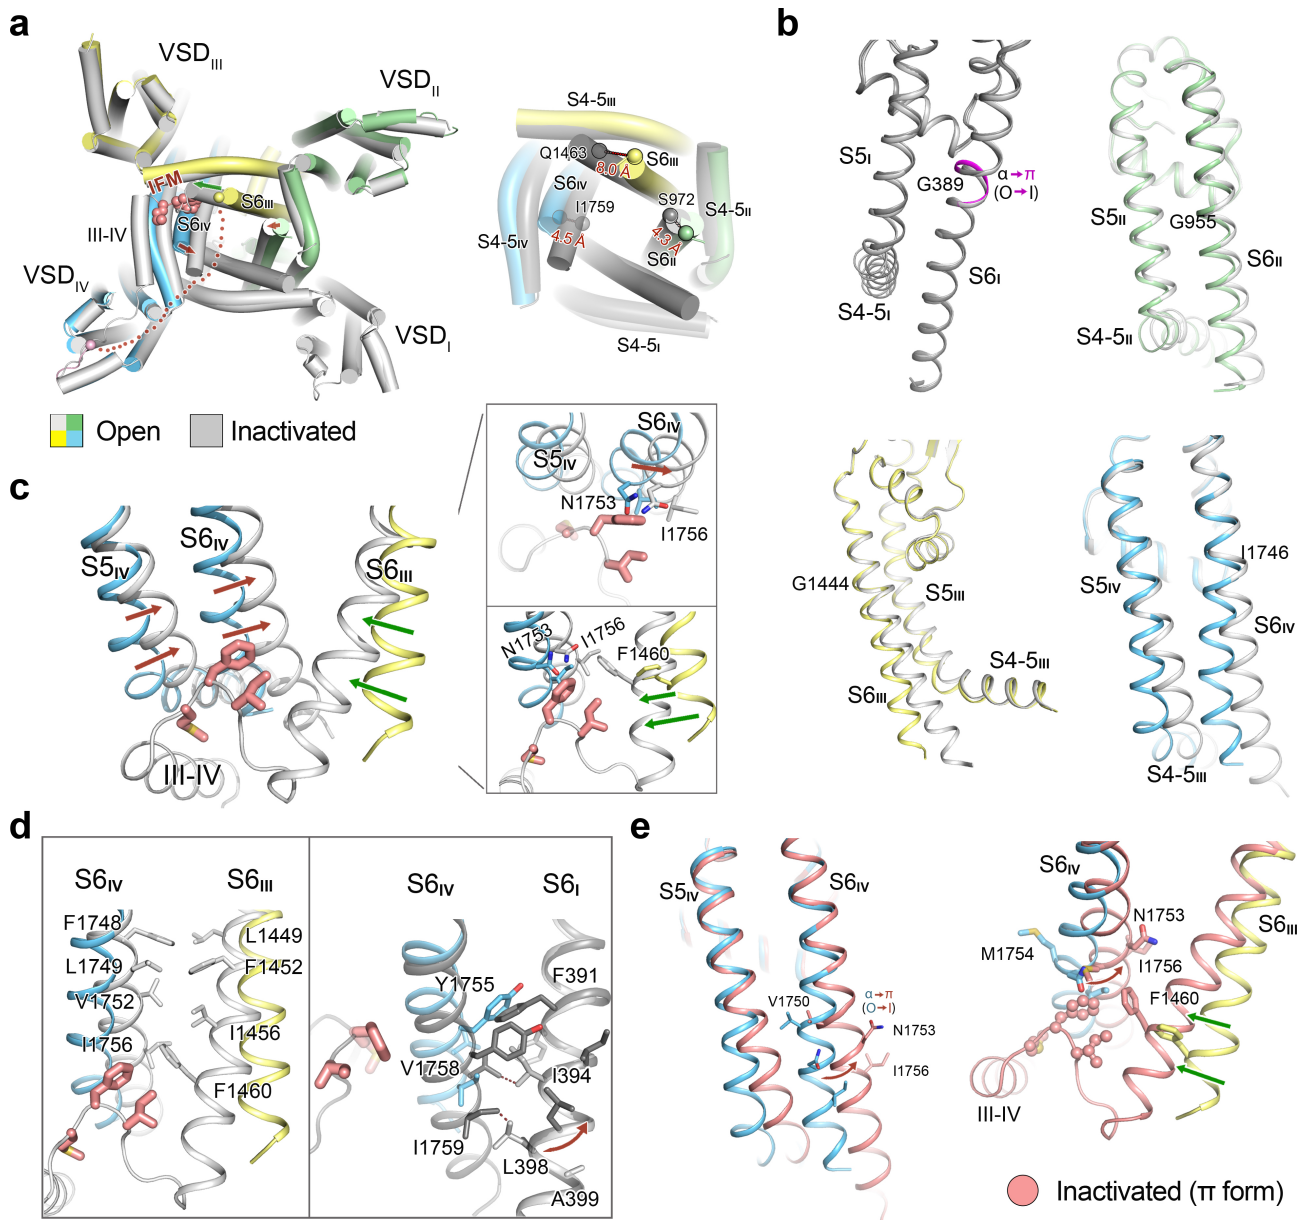 a
VSDIII
VSDII
IFM
S6III
S6IV
III-IV
VSDIV
VSDI
S4-5III
Q1463
S6III
8.0 Å
S6IV
I1759
S972
S4-5II
4.5 Å
4.3 Å
S4-5IV
S6II
S4-5I
Open
Inactivated
b
S5I
G389
α→π
(O→I)
S6I
S4-5I
S5II
G955
S6II
S4-5II
G1444
S5III
S4-5III
S6III
I1746
S5IV
S6IV
S4-5III
c
S5IV
S6IV
S6III
III-IV
S6IV
S5IV
N1753
I1756
N1753
I1756
F1460
d
S6IV
S6III
F1748
L1449
L1749
F1452
V1752
I1456
I1756
F1460
S6IV
S6I
Y1755
F391
V1758
I394
I1759
L398
A399
e
S5IV
S6IV
V1750
α→π
(O→I)
N1753
I1756
S6IV
N1753
S6III
M1754
I1756
F1460
III-IV
Inactivated (π form)